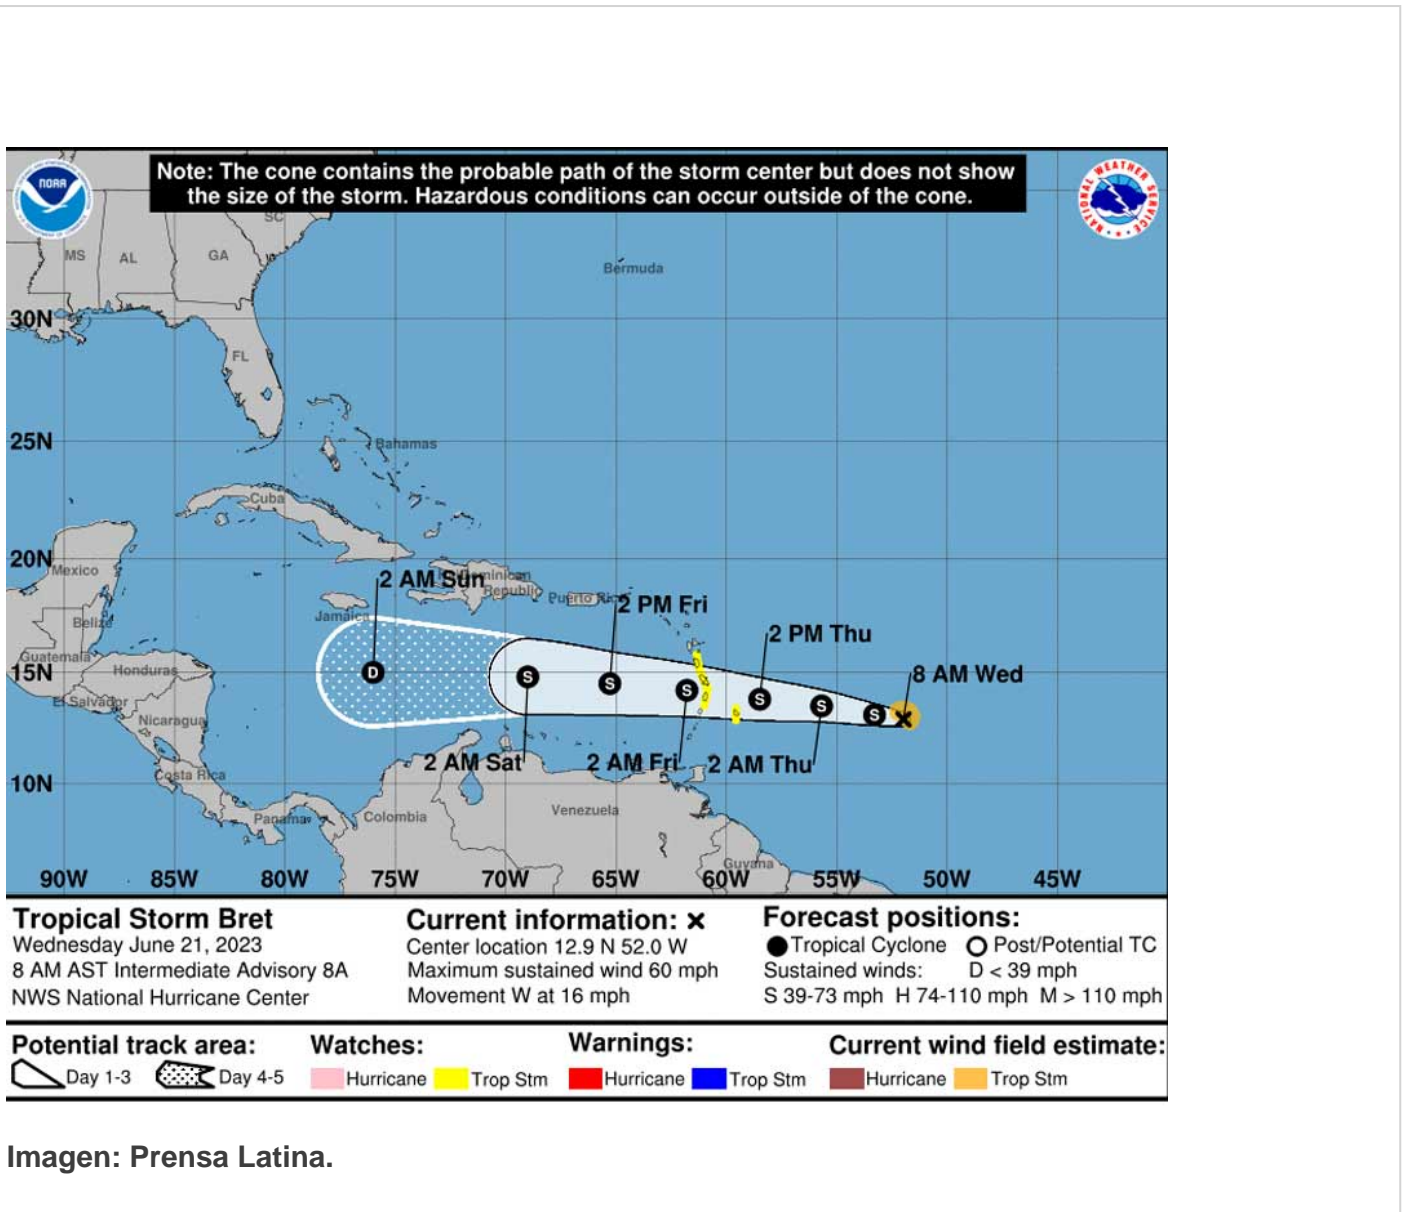 Note: The cone contains the probable path of the storm center but does not show
the size of the storm. Hazardous conditions can occur outside of the cone.
NOAA
NATIONAL WEATHER SERVICE
SC
MS
AL
GA
Bermuda
30N
FL
25N
Bahamas
Cuba
20N
Mexico
2 AM Sun
Dominican
Republic
Puerto Rico
2 PM Fri
Jamaica
Belize
2 PM Thu
Guatemala
15N
Honduras
D
S
S
S
S
S
S
8 AM Wed
El Salvador
Nicaragua
2 AM Sat
2 AM Fri
2 AM Thu
Costa Rica
10N
Panama
Colombia
Venezuela
Guyana
90W 85W 80W 75W 70W 65W 60W 55W 50W 45W
Tropical Storm Bret
Wednesday June 21, 2023
8 AM AST Intermediate Advisory 8A
NWS National Hurricane Center
Current information: ×
Center location 12.9 N 52.0 W
Maximum sustained wind 60 mph
Movement W at 16 mph
Forecast positions:
Tropical Cyclone Post/Potential TC
Sustained winds: D < 39 mph
S 39-73 mph H 74-110 mph M > 110 mph
Potential track area:
Day 1-3 Day 4-5
Watches:
Hurricane Trop Stm
Warnings:
Hurricane Trop Stm
Current wind field estimate:
Hurricane Trop Stm
Imagen: Prensa Latina.